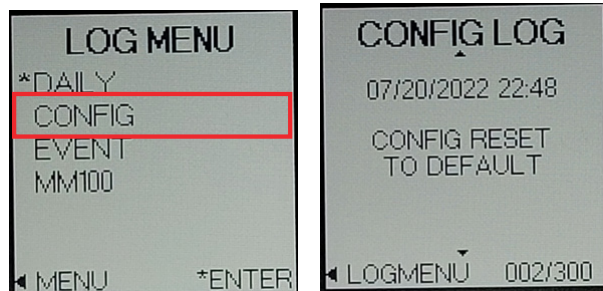 LOG MENU
*DAILY
CONFIG
EVENT
MM100
MENU *ENTER
CONFIG LOG
07/20/2022 22:48
CONFIG RESET
TO DEFAULT
LOGMENU 002/300